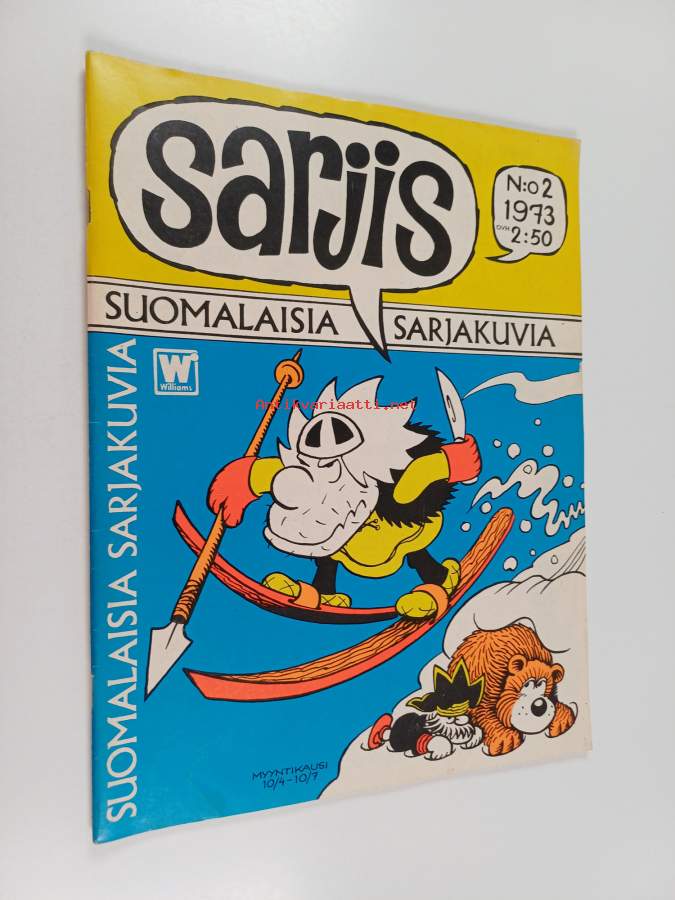 sarjis
N:o 2
1973
OVH 2:50
SUOMALAISIA SARJAKUVIA
W
Williams
Antikvariaatti.net
SUOMALAISIA SARJAKUVIA
MYYNTIKAUSI
10/4-10/7